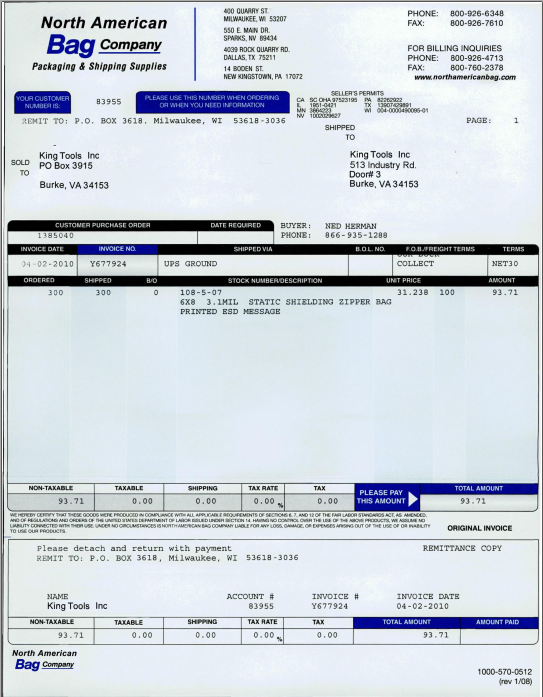 North American
Bag Company
Packaging & Shipping Supplies
400 QUARRY ST.
MILWAUKEE, WI 53207
550 E. MAIN DR.
SPARKS, NV 89434
4039 ROCK QUARRY RD.
DALLAS, TX 75211
14 BODEN ST.
NEW KINGSTOWN, PA 17072
PHONE: 800-926-6348
FAX: 800-926-7610
FOR BILLING INQUIRIES
PHONE: 800-926-4713
FAX: 800-760-2378
www.northamericanbag.com
YOUR CUSTOMER NUMBER IS: 83955
PLEASE USE THIS NUMBER WHEN ORDERING
OR WHEN YOU NEED INFORMATION
SELLER'S PERMITS
CA SC OHA 97523195 PA 82262922
IL 1951-0421 TX 13907429891
MN 3664223 WI 004-0000490095-01
NV 1002029627
REMIT TO: P.O. BOX 3618, Milwaukee, WI 53618-3036
PAGE: 1
SHIPPED
TO
SOLD
TO
King Tools Inc
PO Box 3915
Burke, VA 34153
King Tools Inc
513 Industry Rd.
Door# 3
Burke, VA 34153
CUSTOMER PURCHASE ORDER DATE REQUIRED
1385040
BUYER: NED HERMAN
PHONE: 866-935-1288
INVOICE DATE INVOICE NO. SHIPPED VIA B.O.L. NO. F.O.B./FREIGHT TERMS TERMS
04-02-2010 Y677924 UPS GROUND COLLECT NET30
ORDERED SHIPPED B/O STOCK NUMBER/DESCRIPTION UNIT PRICE AMOUNT
300 300 0 108-5-07 31.238 100 93.71
6X8 3.1MIL STATIC SHIELDING ZIPPER BAG
PRINTED ESD MESSAGE
NON-TAXABLE TAXABLE SHIPPING TAX RATE TAX PLEASE PAY THIS AMOUNT TOTAL AMOUNT
93.71 0.00 0.00 0.00 % 0.00 93.71
WE HEREBY CERTIFY THAT THESE GOODS WERE PRODUCED IN COMPLIANCE WITH ALL APPLICABLE REQUIREMENTS OF SECTIONS 6, 7, AND 12 OF THE FAIR LABOR STANDARDS ACT, AS AMENDED,
AND OF REGULATIONS AND ORDERS OF THE UNITED STATES DEPARTMENT OF LABOR ISSUED UNDER SECTION 14. HAVING NO CONTROL OVER THE USE OF THE ABOVE PRODUCTS, WE ASSUME NO
LIABILITY CONNECTED WITH THEIR USE. UNDER NO CIRCUMSTANCES IS NORTH AMERICAN BAG COMPANY LIABLE FOR ANY LOSS, DAMAGE, OR EXPENSES ARISING OUT OF THE USE OF OR INABILITY
TO USE OUR PRODUCTS.
ORIGINAL INVOICE
Please detach and return with payment REMITTANCE COPY
REMIT TO: P.O. BOX 3618, Milwaukee, WI 53618-3036
NAME ACCOUNT # INVOICE # INVOICE DATE
King Tools Inc 83955 Y677924 04-02-2010
NON-TAXABLE TAXABLE SHIPPING TAX RATE TAX TOTAL AMOUNT AMOUNT PAID
93.71 0.00 0.00 0.00 % 0.00 93.71
North American
Bag Company
1000-570-0512
(rev 1/08)